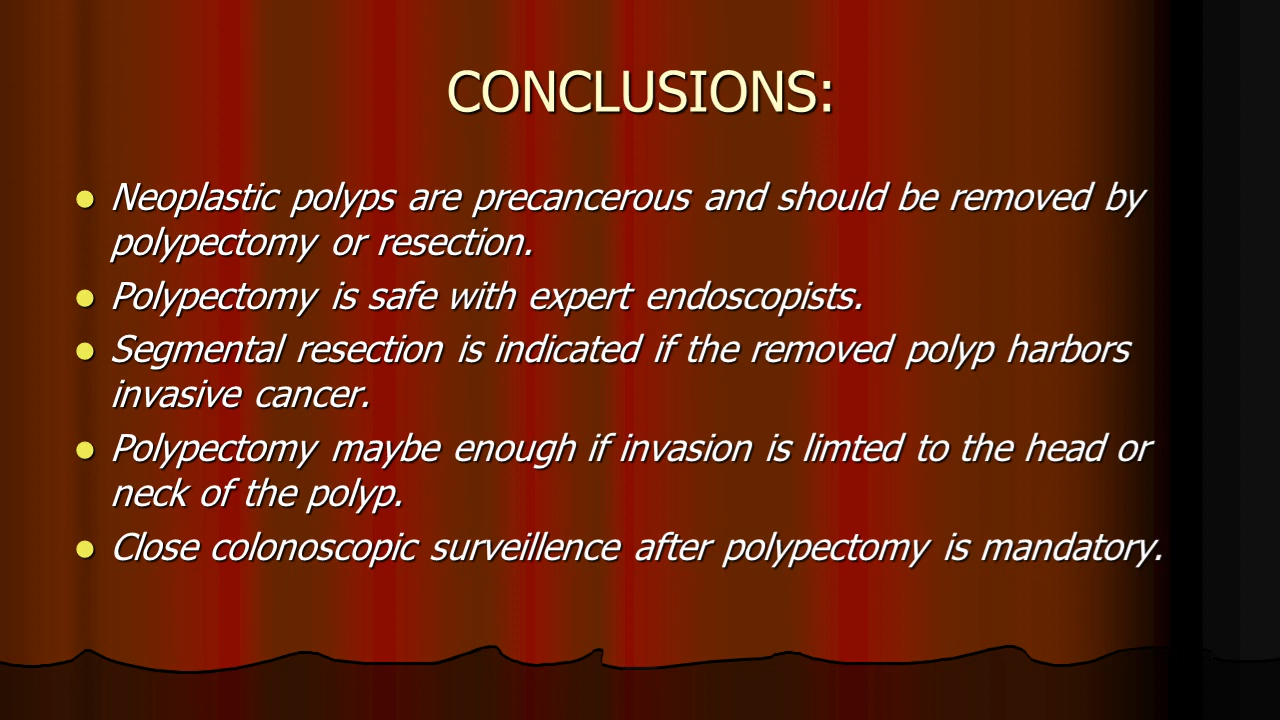 CONCLUSIONS:
● Neoplastic polyps are precancerous and should be removed by
polypectomy or resection.
● Polypectomy is safe with expert endoscopists.
● Segmental resection is indicated if the removed polyp harbors
invasive cancer.
● Polypectomy maybe enough if invasion is limted to the head or
neck of the polyp.
● Close colonoscopic surveillence after polypectomy is mandatory.